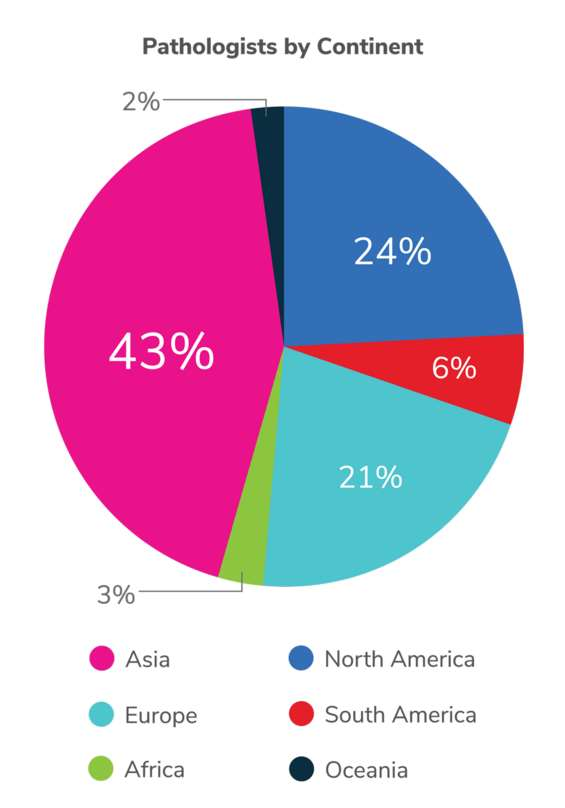 Pathologists by Continent
2%
24%
43%
6%
21%
3%
Asia
North America
Europe
South America
Africa
Oceania